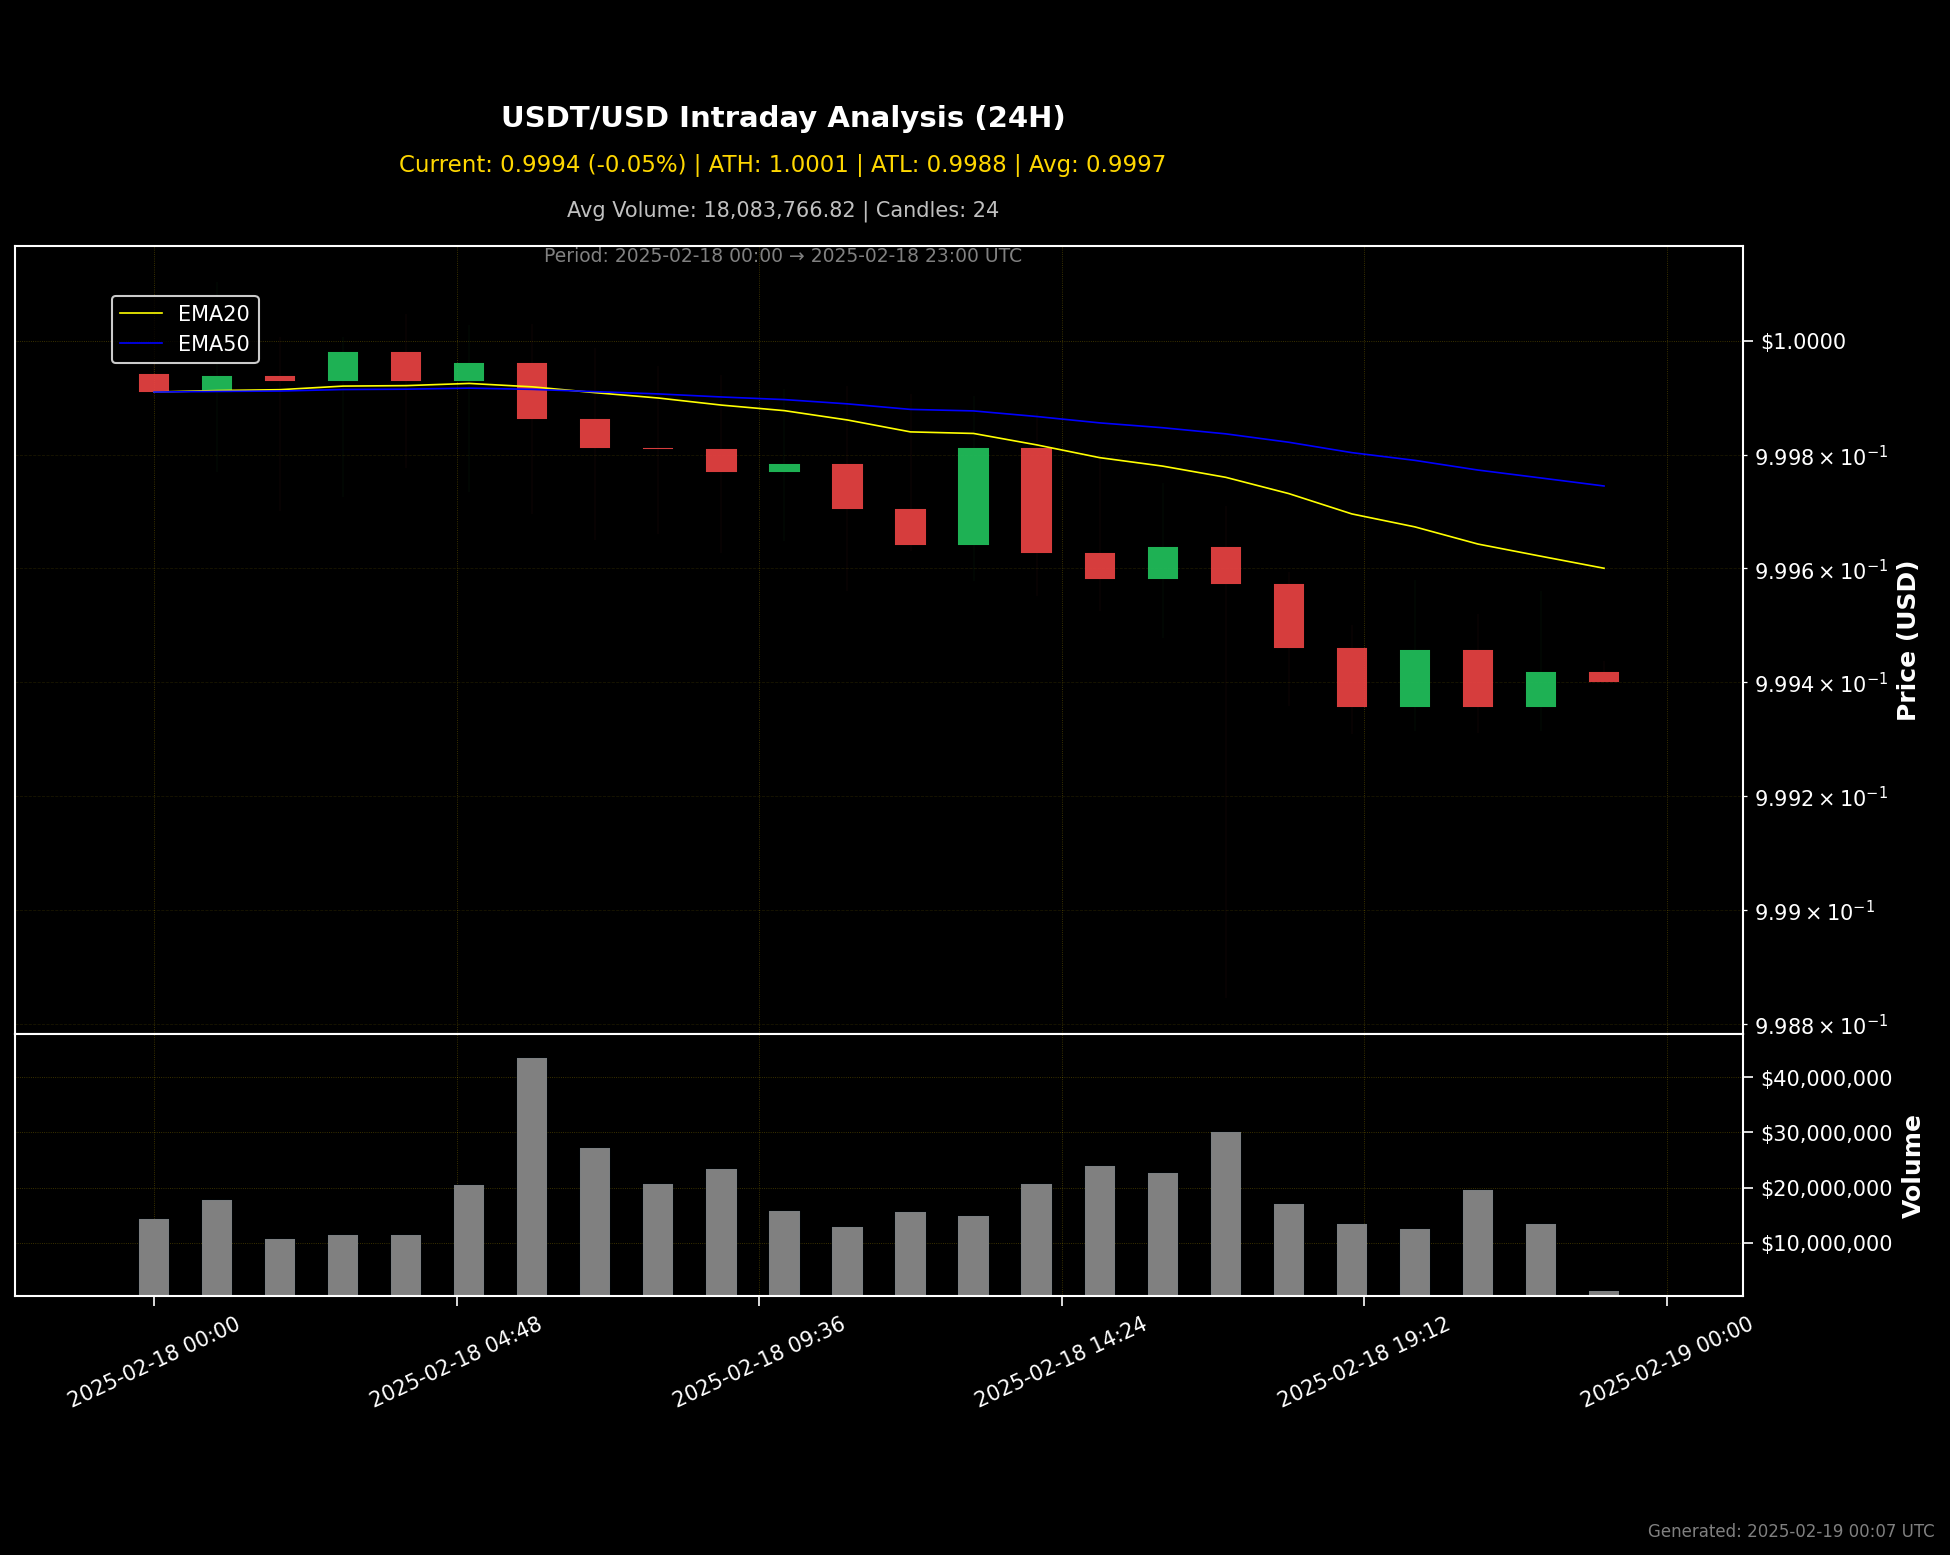 USDT/USD Intraday Analysis (24H)
Current: 0.9994 (-0.05%) | ATH: 1.0001 | ATL: 0.9988 | Avg: 0.9997
Avg Volume: 18,083,766.82 | Candles: 24
Period: 2025-02-18 00:00 → 2025-02-18 23:00 UTC
EMA20
EMA50
$1.0000
9.998 × 10⁻¹
9.996 × 10⁻¹
9.994 × 10⁻¹
9.992 × 10⁻¹
9.99 × 10⁻¹
9.988 × 10⁻¹
Price (USD)
$40,000,000
$30,000,000
$20,000,000
$10,000,000
Volume
2025-02-18 00:00
2025-02-18 04:48
2025-02-18 09:36
2025-02-18 14:24
2025-02-18 19:12
2025-02-19 00:00
Generated: 2025-02-19 00:07 UTC